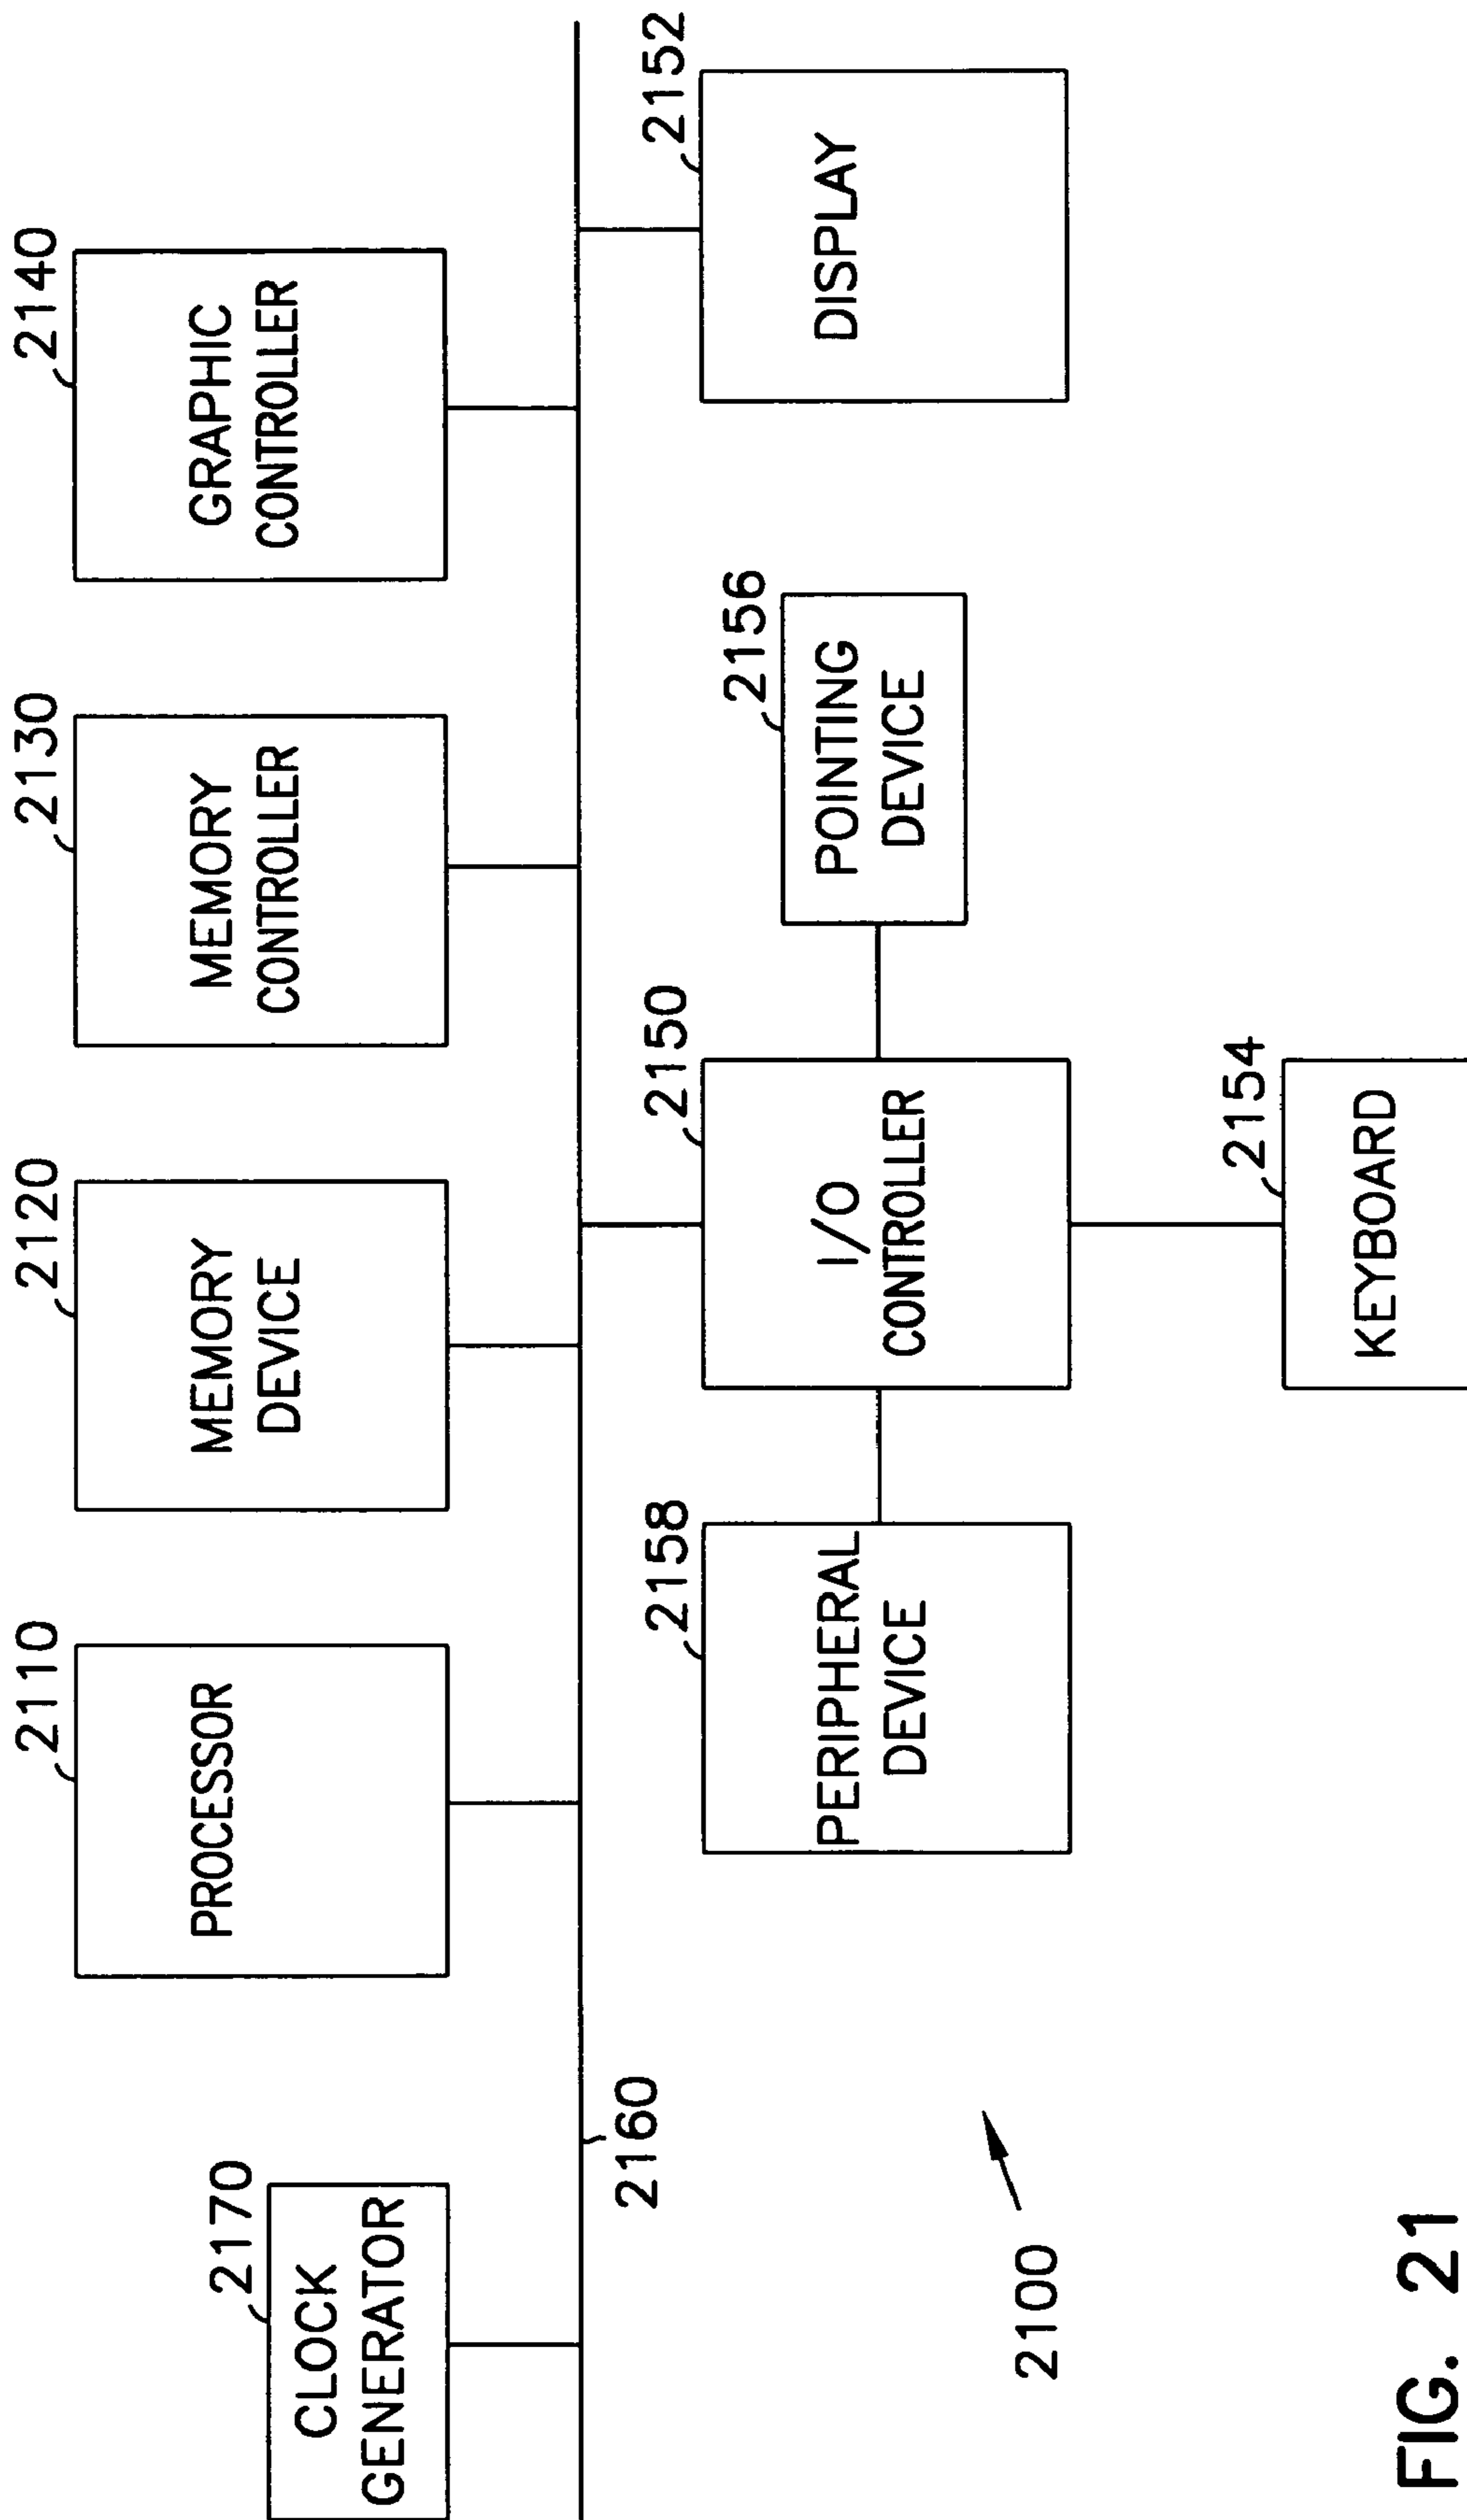 2170
CLOCK
GENERATOR
2110
PROCESSOR
2120
MEMORY
DEVICE
2130
MEMORY
CONTROLLER
2140
GRAPHIC
CONTROLLER
2160
2158
PERIPHERAL
DEVICE
2150
I/O
CONTROLLER
2156
POINTING
DEVICE
2152
DISPLAY
2100
2154
KEYBOARD
FIG. 21